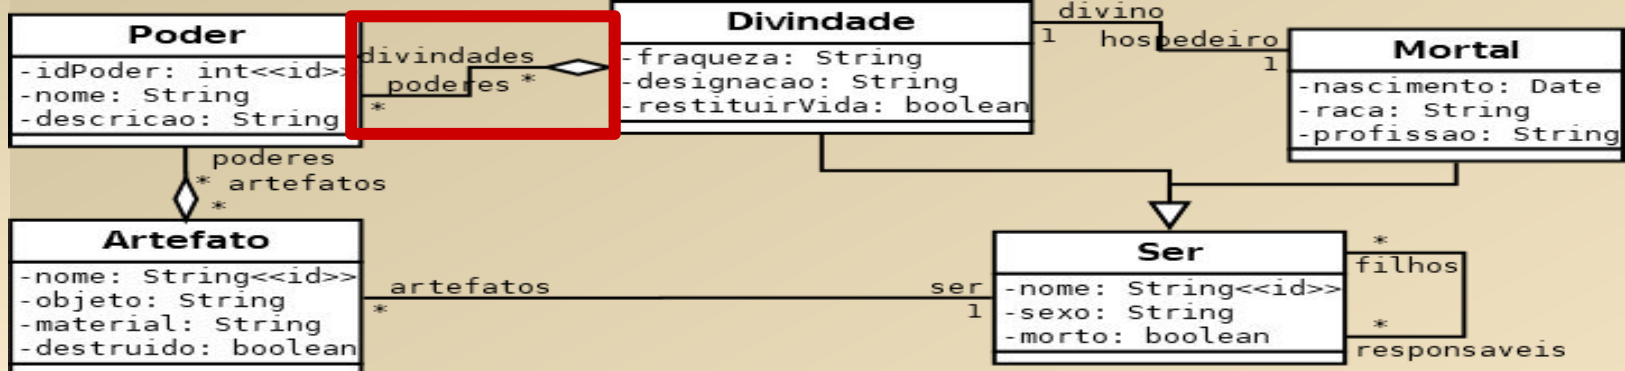 Poder
-idPoder: int<<id>>
-nome: String
-descricao: String
divindades
poderes *
*
Divindade
-fraqueza: String
-designacao: String
-restituirVida: boolean
divino
1
hospedeiro
1
Mortal
-nascimento: Date
-raca: String
-profissao: String
poderes
* artefatos
*
Artefato
-nome: String<<id>>
-objeto: String
-material: String
-destruido: boolean
artefatos
*
ser
1
Ser
-nome: String<<id>>
-sexo: String
-morto: boolean
*
filhos
*
responsaveis